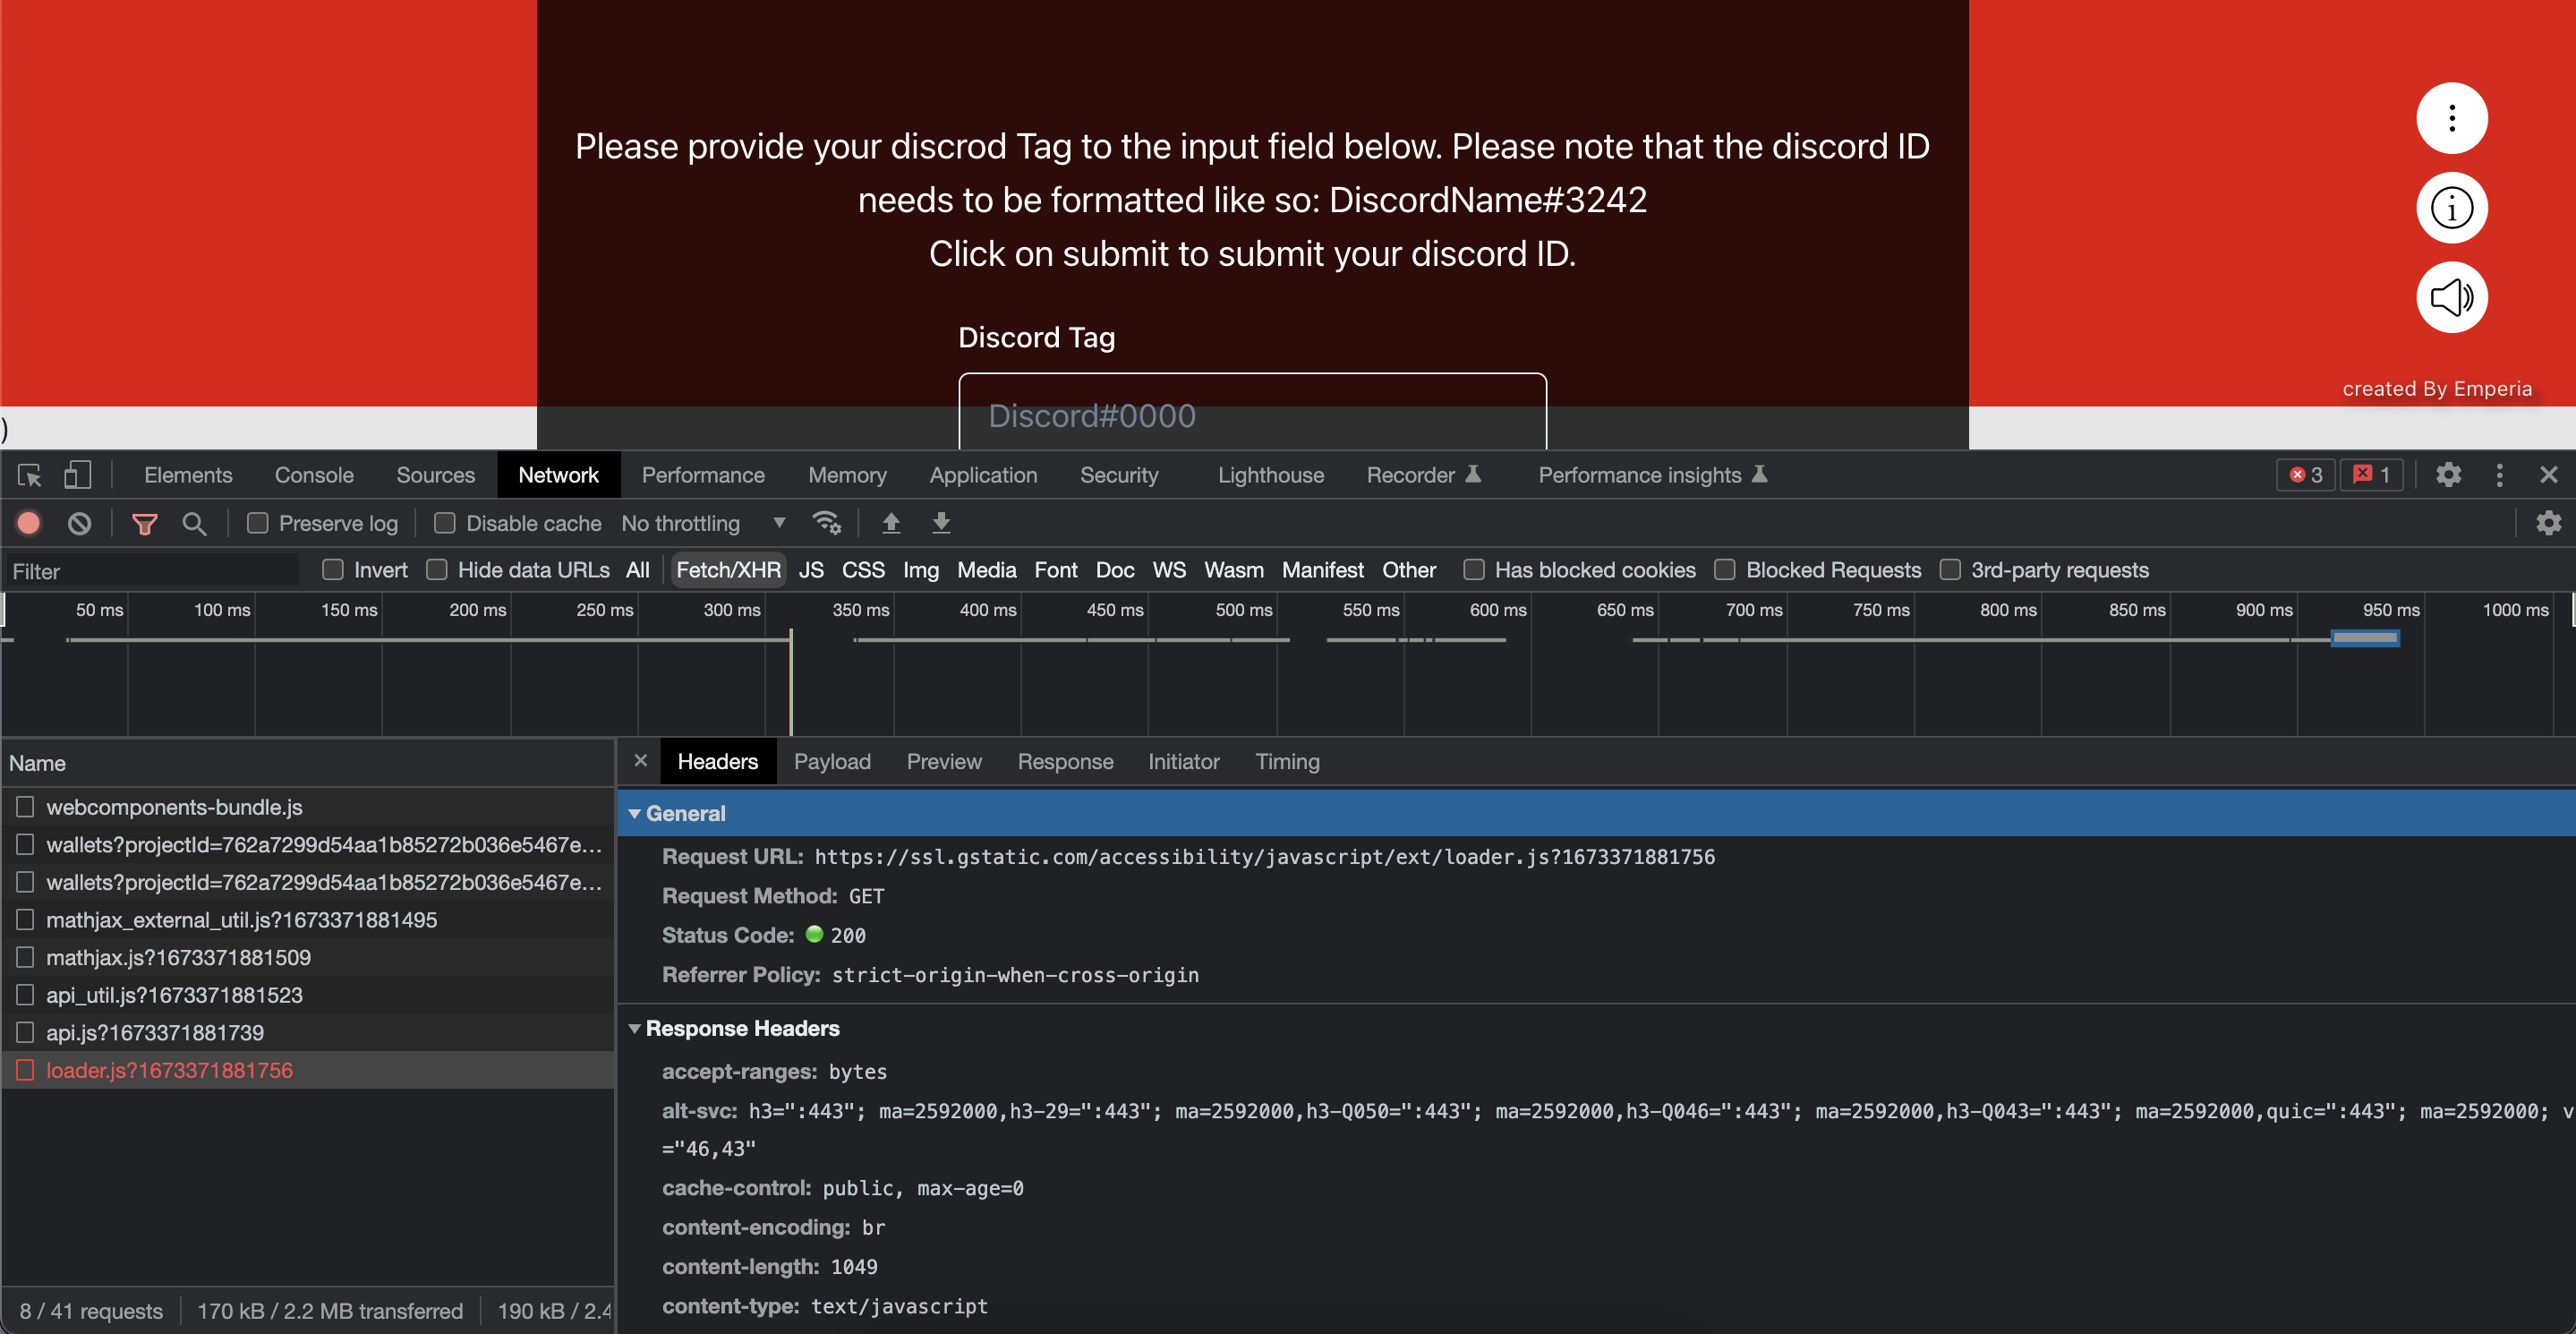 Please provide your discrod Tag to the input field below. Please note that the discord ID
needs to be formatted like so: DiscordName#3242
Click on submit to submit your discord ID.
Discord Tag
Discord#0000
created By Emperia
)
Elements Console Sources Network Performance Memory Application Security Lighthouse Recorder Performance insights 3 1
Preserve log Disable cache No throttling
Filter Invert Hide data URLs All Fetch/XHR JS CSS Img Media Font Doc WS Wasm Manifest Other Has blocked cookies Blocked Requests 3rd-party requests
50 ms 100 ms 150 ms 200 ms 250 ms 300 ms 350 ms 400 ms 450 ms 500 ms 550 ms 600 ms 650 ms 700 ms 750 ms 800 ms 850 ms 900 ms 950 ms 1000 ms
Name
webcomponents-bundle.js
wallets?projectId=762a7299d54aa1b85272b036e5467e...
wallets?projectId=762a7299d54aa1b85272b036e5467e...
mathjax_external_util.js?1673371881495
mathjax.js?1673371881509
api_util.js?1673371881523
api.js?1673371881739
loader.js?1673371881756
8 / 41 requests 170 kB / 2.2 MB transferred 190 kB / 2.4
Headers Payload Preview Response Initiator Timing
General
Request URL: https://ssl.gstatic.com/accessibility/javascript/ext/loader.js?1673371881756
Request Method: GET
Status Code: 200
Referrer Policy: strict-origin-when-cross-origin
Response Headers
accept-ranges: bytes
alt-svc: h3=":443"; ma=2592000,h3-29=":443"; ma=2592000,h3-Q050=":443"; ma=2592000,h3-Q046=":443"; ma=2592000,h3-Q043=":443"; ma=2592000,quic=":443"; ma=2592000; v
="46,43"
cache-control: public, max-age=0
content-encoding: br
content-length: 1049
content-type: text/javascript